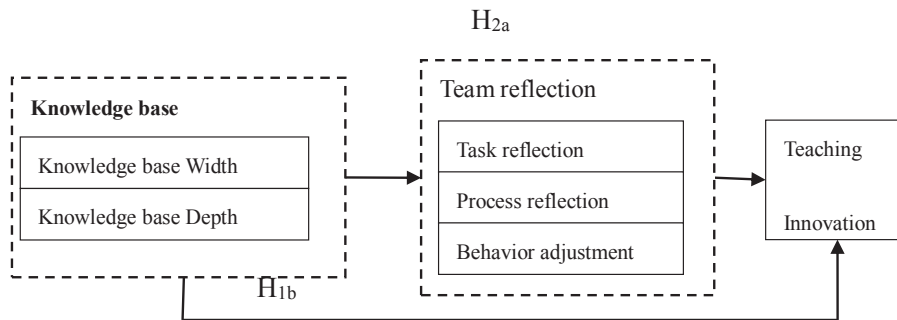 H2a
Knowledge base
Knowledge base Width
Knowledge base Depth
H1b
Team reflection
Task reflection
Process reflection
Behavior adjustment
Teaching
Innovation